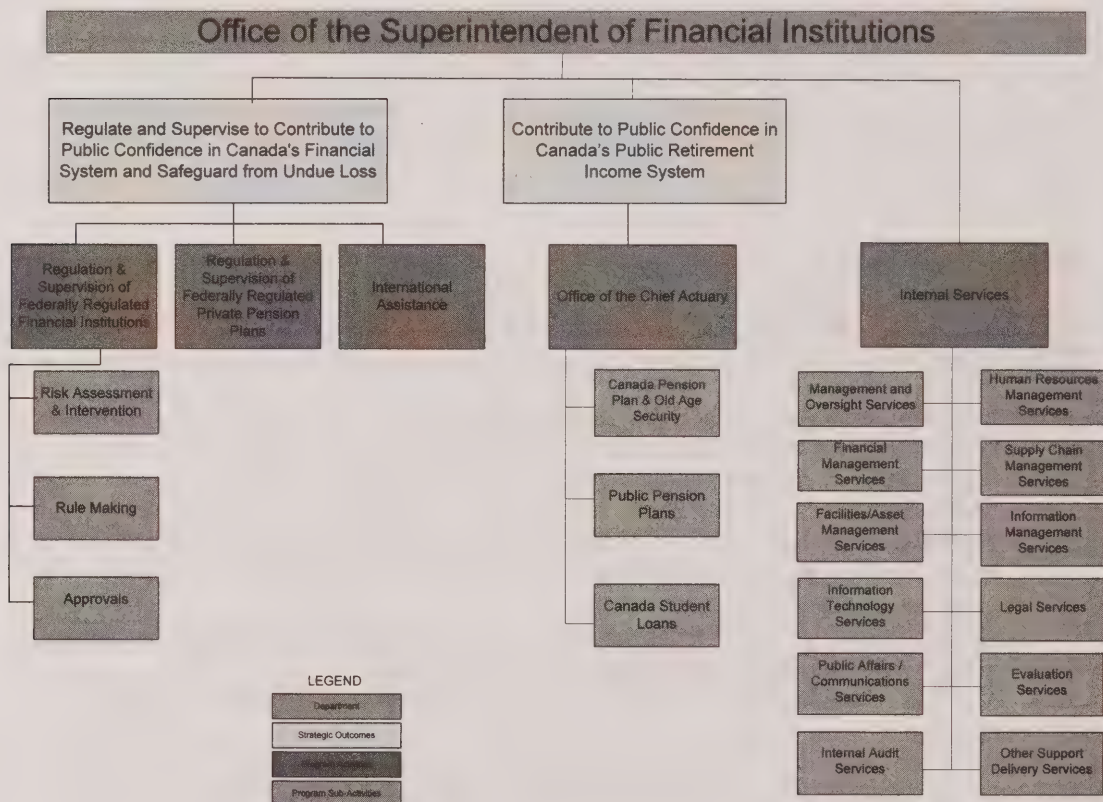 Office of the Superintendent of Financial Institutions
Regulate and Supervise to Contribute to
Public Confidence in Canada's Financial
System and Safeguard from Undue Loss
Contribute to Public Confidence in
Canada's Public Retirement
Income System
Regulation &
Supervision of
Federally Regulated
Financial Institutions
Regulation &
Supervision of
Federally Regulated
Private Pension
Plans
International
Assistance
Office of the Chief Actuary
Internal Services
Risk Assessment
& Intervention
Rule Making
Approvals
Canada Pension
Plan & Old Age
Security
Public Pension
Plans
Canada Student
Loans
Management and
Oversight Services
Human Resources
Management
Services
Financial
Management
Services
Supply Chain
Management
Services
Facilities/Asset
Management
Services
Information
Management
Services
Information
Technology
Services
Legal Services
Public Affairs /
Communications
Services
Evaluation
Services
Internal Audit
Services
Other Support
Delivery Services
LEGEND
Department
Strategic Outcomes
Program Activities
Program Sub-Activities